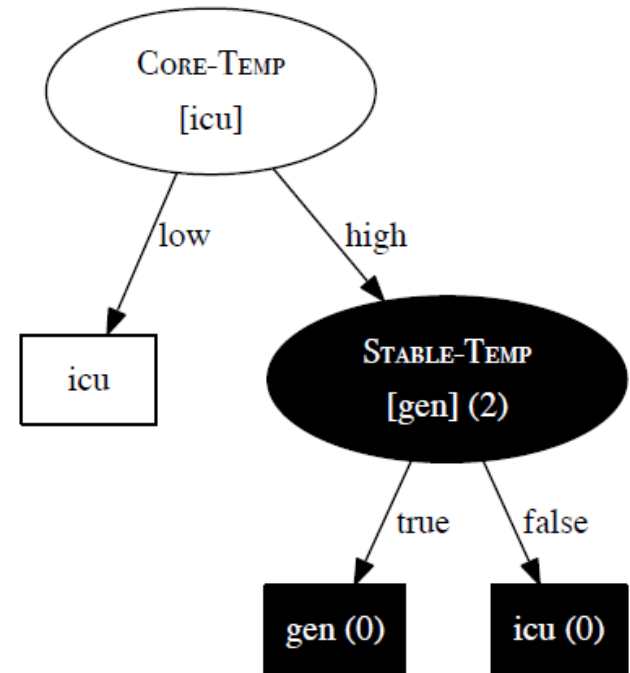 CORE-TEMP
[icu]
low
high
icu
STABLE-TEMP
[gen] (2)
true
false
gen (0)
icu (0)